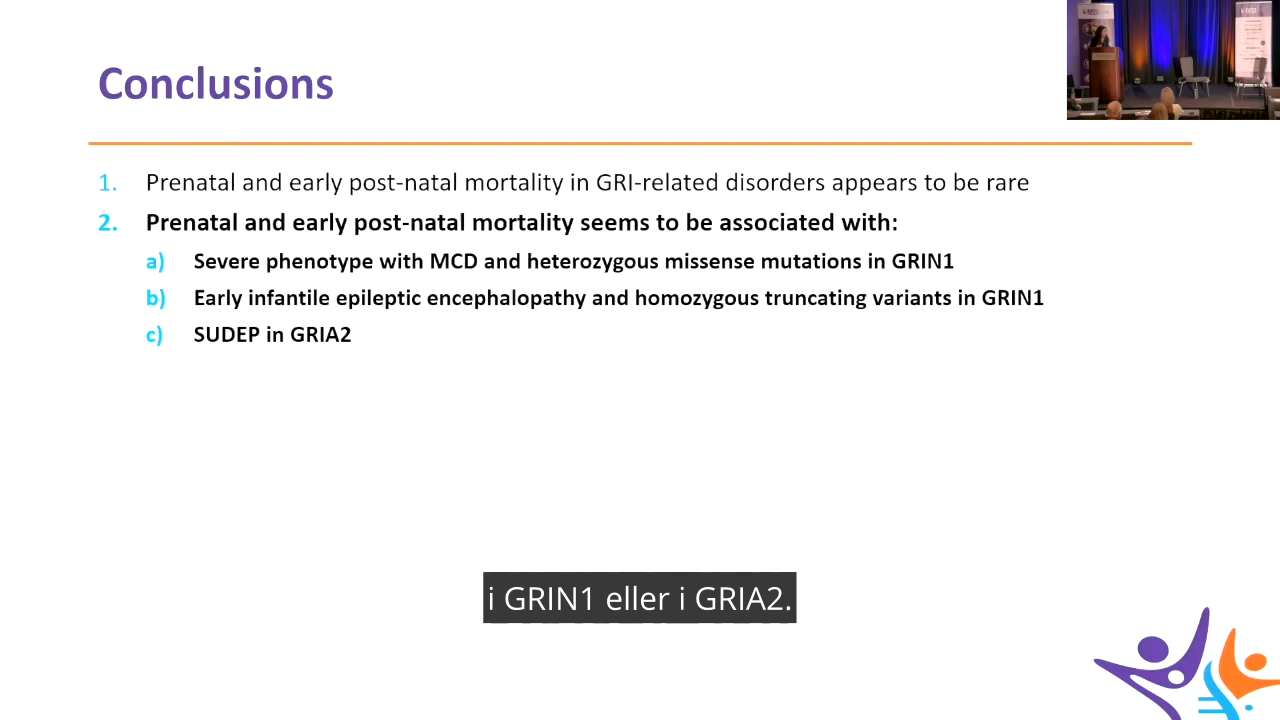 Conclusions
1. Prenatal and early post-natal mortality in GRI-related disorders appears to be rare
2. Prenatal and early post-natal mortality seems to be associated with:
a) Severe phenotype with MCD and heterozygous missense mutations in GRIN1
b) Early infantile epileptic encephalopathy and homozygous truncating variants in GRIN1
c) SUDEP in GRIA2
i GRIN1 eller i GRIA2.